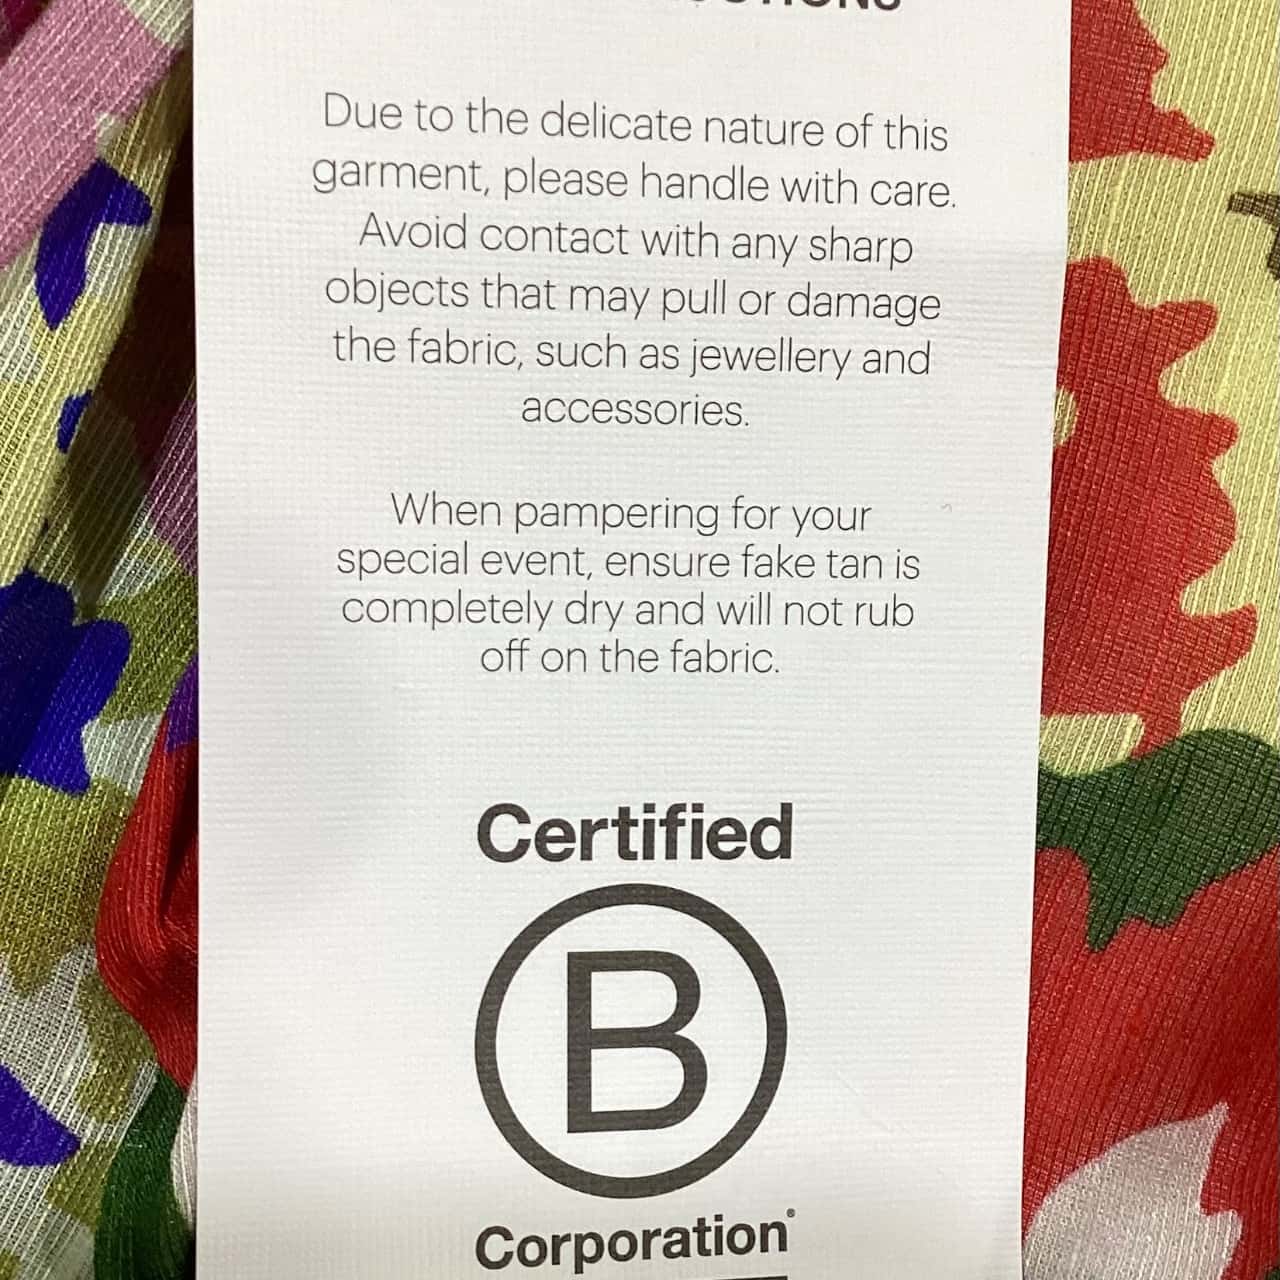 Due to the delicate nature of this
garment, please handle with care.
Avoid contact with any sharp
objects that may pull or damage
the fabric, such as jewellery and
accessories.
When pampering for your
special event, ensure fake tan is
completely dry and will not rub
off on the fabric.
Certified
B
Corporation®